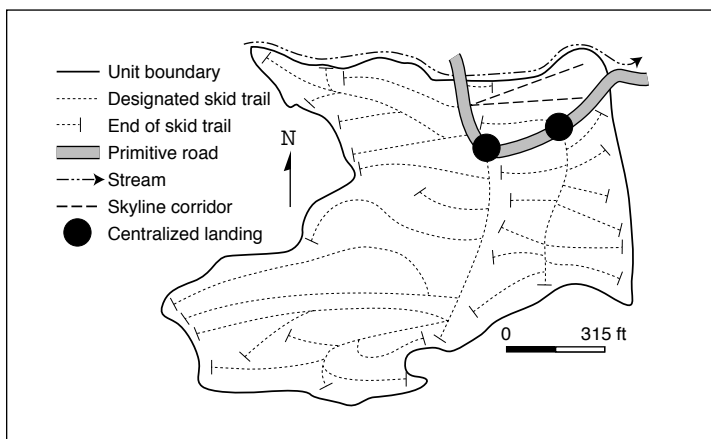 Unit boundary
Designated skid trail
End of skid trail
Primitive road
Stream
Skyline corridor
Centralized landing
N
0 315 ft